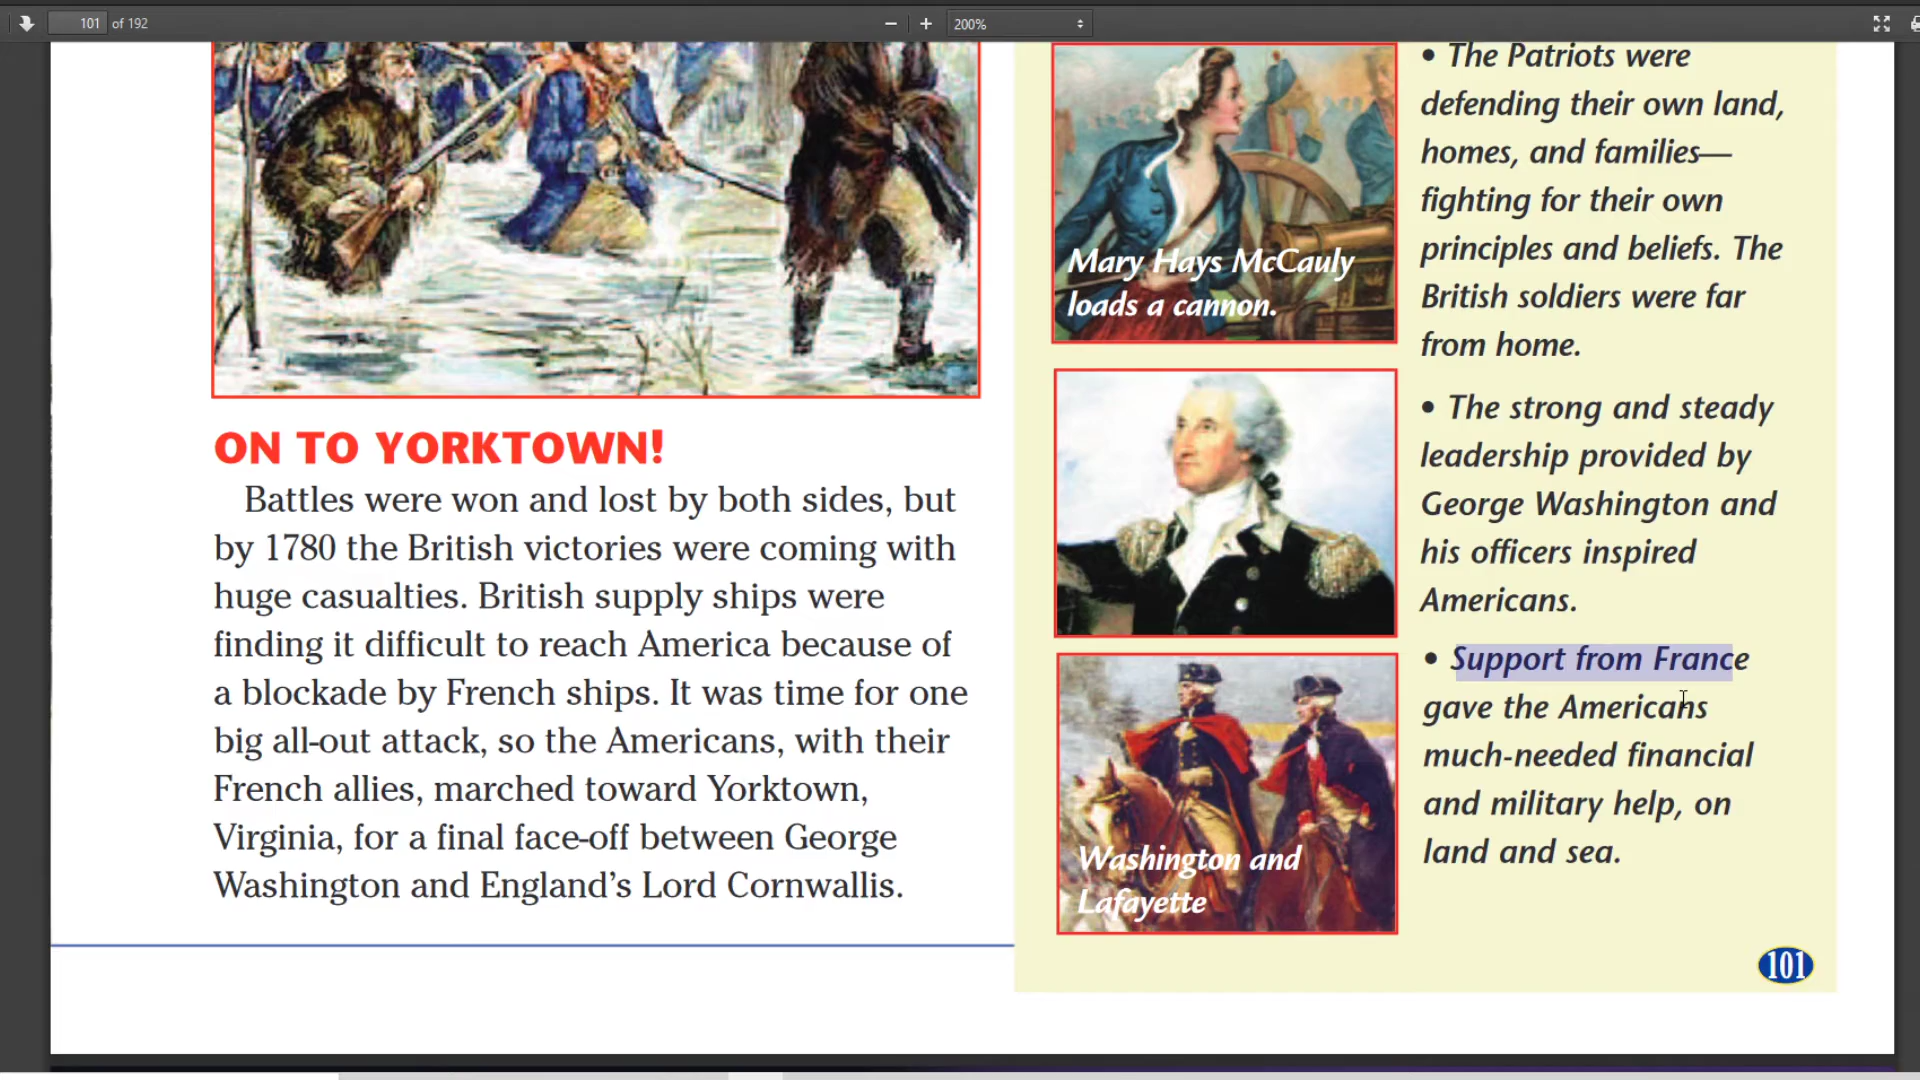 101 of 192
200%
ON TO YORKTOWN!
Battles were won and lost by both sides, but
by 1780 the British victories were coming with
huge casualties. British supply ships were
finding it difficult to reach America because of
a blockade by French ships. It was time for one
big all-out attack, so the Americans, with their
French allies, marched toward Yorktown,
Virginia, for a final face-off between George
Washington and England’s Lord Cornwallis.
Mary Hays McCauly
loads a cannon.
Washington and
Lafayette
• The Patriots were
defending their own land,
homes, and families—
fighting for their own
principles and beliefs. The
British soldiers were far
from home.
• The strong and steady
leadership provided by
George Washington and
his officers inspired
Americans.
• Support from France
gave the Americans
much-needed financial
and military help, on
land and sea.
101